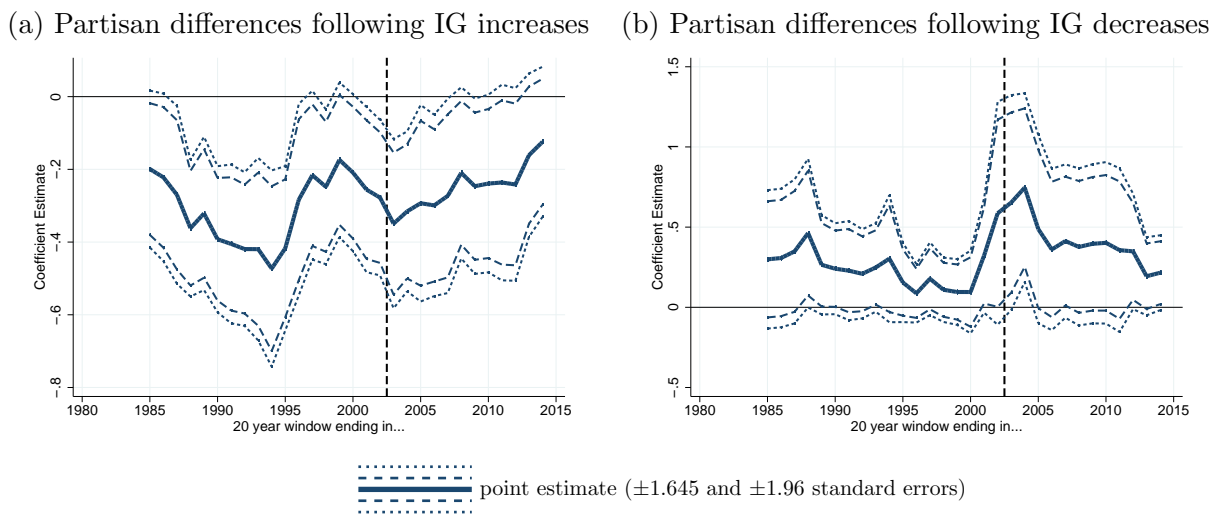 (a) Partisan differences following IG increases
(b) Partisan differences following IG decreases
Coefficient Estimate
0
-.2
-.4
-.6
-.8
1980 1985 1990 1995 2000 2005 2010 2015
20 year window ending in...
Coefficient Estimate
1.5
1
.5
0
-.5
1980 1985 1990 1995 2000 2005 2010 2015
20 year window ending in...
point estimate (±1.645 and ±1.96 standard errors)